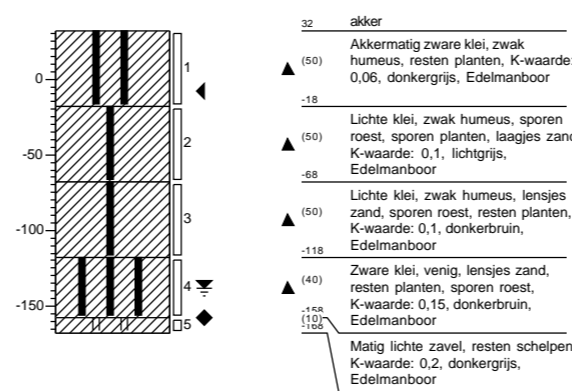 0
-50
-100
-150
1
2
3
4
5
32 akker
(50)
Akkermatig zware klei, zwak
humeus, resten planten, K-waarde:
0,06, donkergrijs, Edelmanboor
-18
(50)
Lichte klei, zwak humeus, sporen
roest, sporen planten, laagjes zand,
K-waarde: 0,1, lichtgrijs,
Edelmanboor
-68
(50)
Lichte klei, zwak humeus, lensjes
zand, sporen roest, resten planten,
K-waarde: 0,1, donkerbruin,
Edelmanboor
-118
(40)
Zware klei, venig, lensjes zand,
resten planten, sporen roest,
K-waarde: 0,15, donkerbruin,
Edelmanboor
-158
(10)
-168
Matig lichte zavel, resten schelpen,
K-waarde: 0,2, donkergrijs,
Edelmanboor